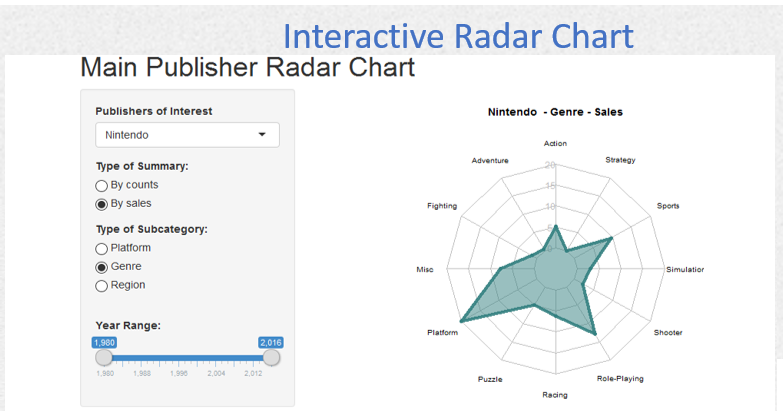 Interactive Radar Chart
Main Publisher Radar Chart
Publishers of Interest
Nintendo
Type of Summary:
By counts
By sales
Type of Subcategory:
Platform
Genre
Region
Year Range:
1,980 2,016
1,980 1,988 1,996 2,004 2,012
Nintendo - Genre - Sales
Action
Adventure
Strategy
20
15
10
5
0
Fighting
Sports
Misc
Simulation
Platform
Shooter
Puzzle
Role-Playing
Racing